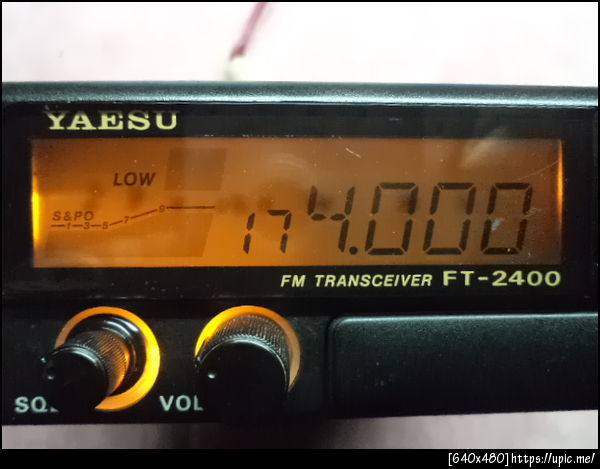 YAESU
LOW
S&PO
1-3-5-7-9
174.000
FM TRANSCEIVER FT-2400
VOL
[640x480]https://upic.me/